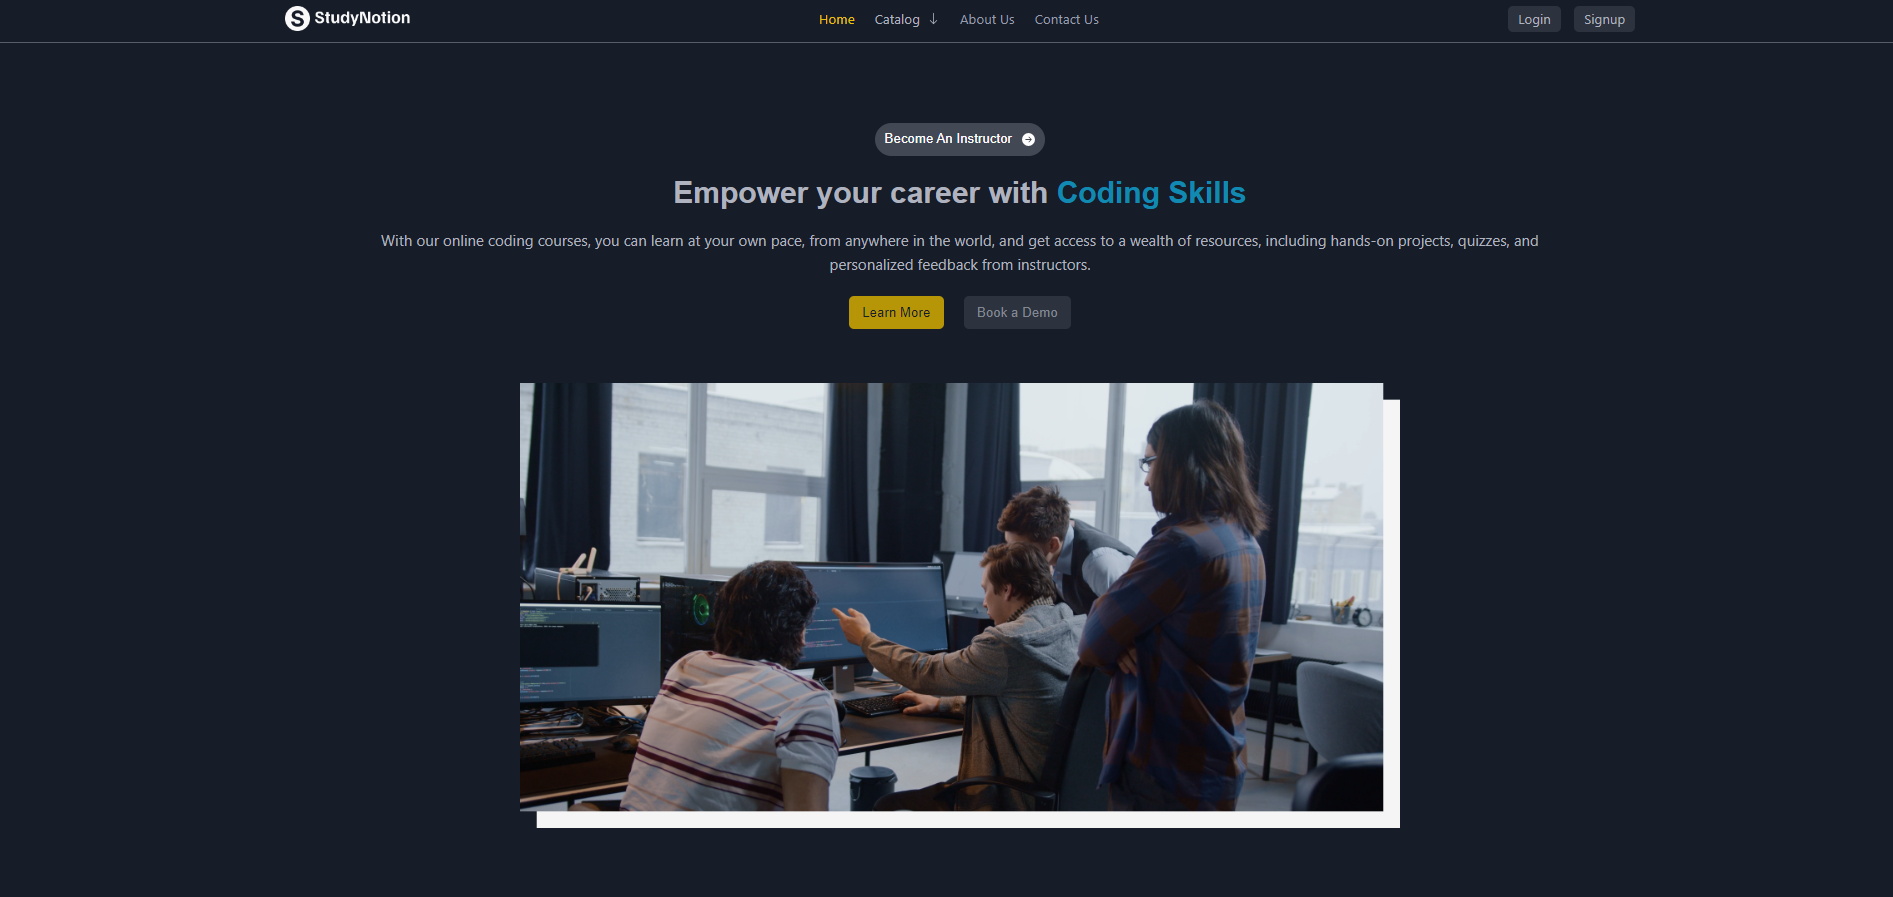 StudyNotion
Home Catalog About Us Contact Us
Login Signup
Become An Instructor
Empower your career with Coding Skills
With our online coding courses, you can learn at your own pace, from anywhere in the world, and get access to a wealth of resources, including hands-on projects, quizzes, and
personalized feedback from instructors.
Learn More Book a Demo